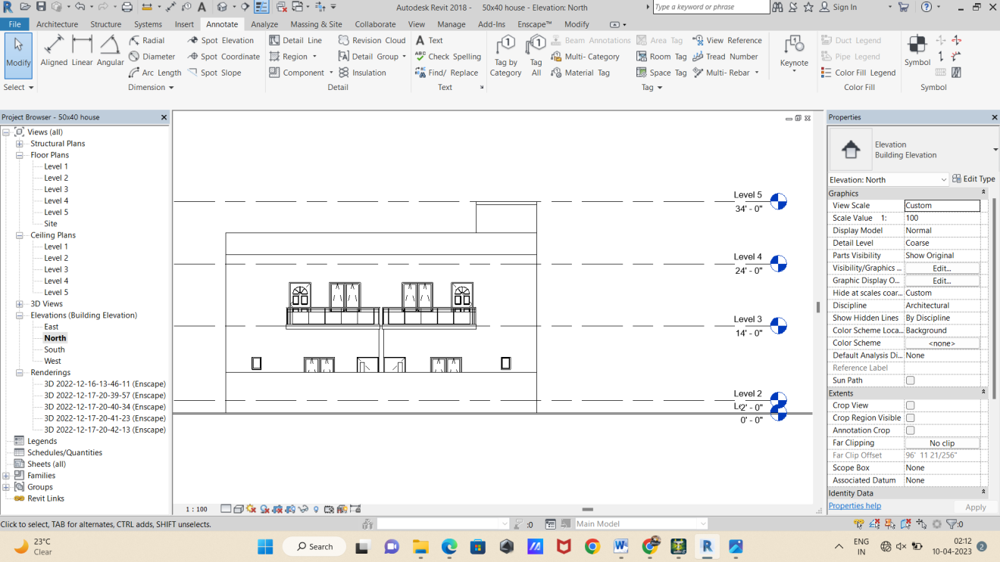 Autodesk Revit 2018 - 50x40 house - Elevation: North
Type a keyword or phrase
Sign In
File Architecture Structure Systems Insert Annotate Analyze Massing & Site Collaborate View Manage Add-Ins Enscape™ Modify
Modify
Select
Aligned Linear Angular
Radial
Diameter
Arc Length
Spot Elevation
Spot Coordinate
Spot Slope
Dimension
Detail Line
Region
Component
Revision Cloud
Detail Group
Insulation
Detail
A Text
ABC Check Spelling
Find/ Replace
Text
Tag by Category
Tag All
Beam Annotations
Multi- Category
Material Tag
Area Tag
Room Tag
Space Tag
View Reference
Tread Number
Multi- Rebar
Tag
Keynote
Duct Legend
Pipe Legend
Color Fill Legend
Color Fill
Symbol
Symbol
Project Browser - 50x40 house
Views (all)
Structural Plans
Floor Plans
Level 1
Level 2
Level 3
Level 4
Level 5
Site
Ceiling Plans
Level 1
Level 2
Level 3
Level 4
Level 5
3D Views
Elevations (Building Elevation)
East
North
South
West
Renderings
3D 2022-12-16-13-46-11 (Enscape)
3D 2022-12-17-20-39-57 (Enscape)
3D 2022-12-17-20-40-34 (Enscape)
3D 2022-12-17-20-41-23 (Enscape)
3D 2022-12-17-20-42-13 (Enscape)
Legends
Schedules/Quantities
Sheets (all)
Families
Groups
Revit Links
Level 5
34' - 0"
Level 4
24' - 0"
Level 3
14' - 0"
Level 2
2' - 0"
0' - 0"
1 : 100
Properties
Elevation
Building Elevation
Elevation: North
Edit Type
Graphics
View Scale Custom
Scale Value 1: 100
Display Model Normal
Detail Level Coarse
Parts Visibility Show Original
Visibility/Graphics ... Edit...
Graphic Display O... Edit...
Hide at scales coar... Custom
Discipline Architectural
Show Hidden Lines By Discipline
Color Scheme Loca... Background
Color Scheme <none>
Default Analysis Di... None
Reference Label
Sun Path
Extents
Crop View
Crop Region Visible
Annotation Crop
Far Clipping No clip
Far Clip Offset 96' 11 21/256"
Scope Box None
Associated Datum None
Identity Data
Properties help
Apply
Click to select, TAB for alternates, CTRL adds, SHIFT unselects.
:0
Main Model
:0
23°C
Clear
Search
ENG
IN
02:12
10-04-2023
2